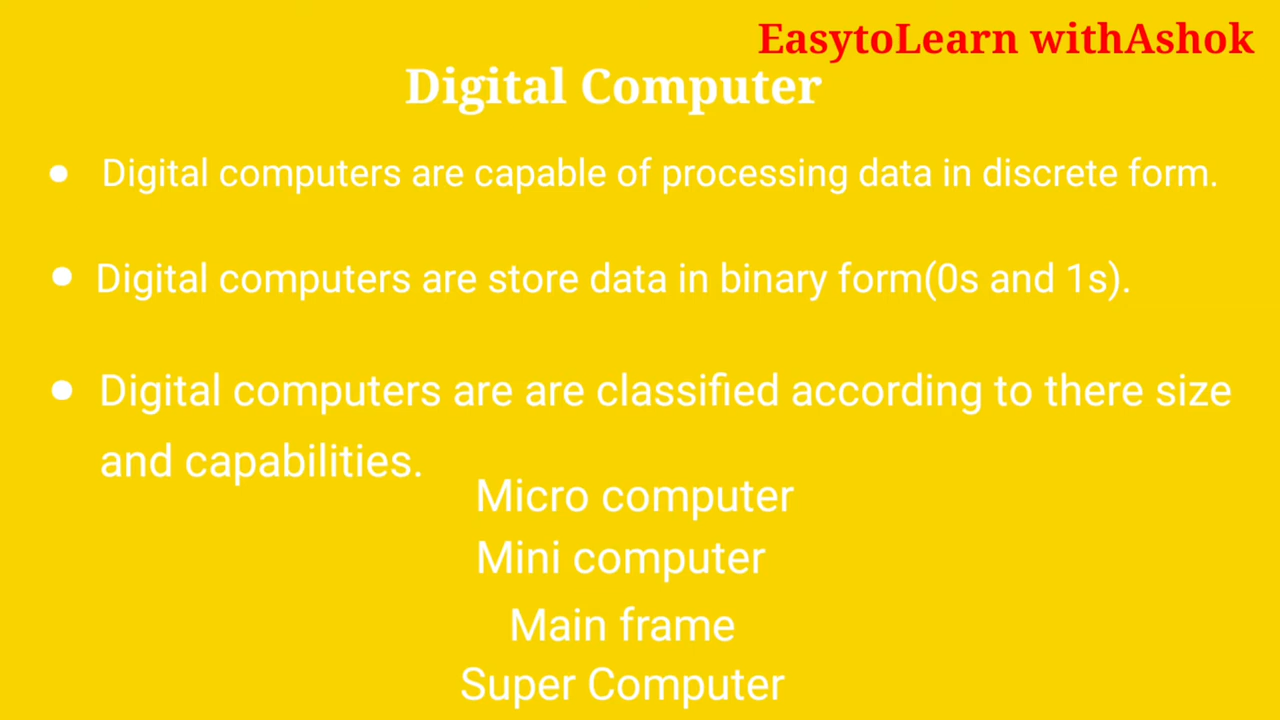 EasytoLearn withAshok
Digital Computer
● Digital computers are capable of processing data in discrete form.
● Digital computers are store data in binary form(0s and 1s).
● Digital computers are are classified according to there size
and capabilities.
Micro computer
Mini computer
Main frame
Super Computer